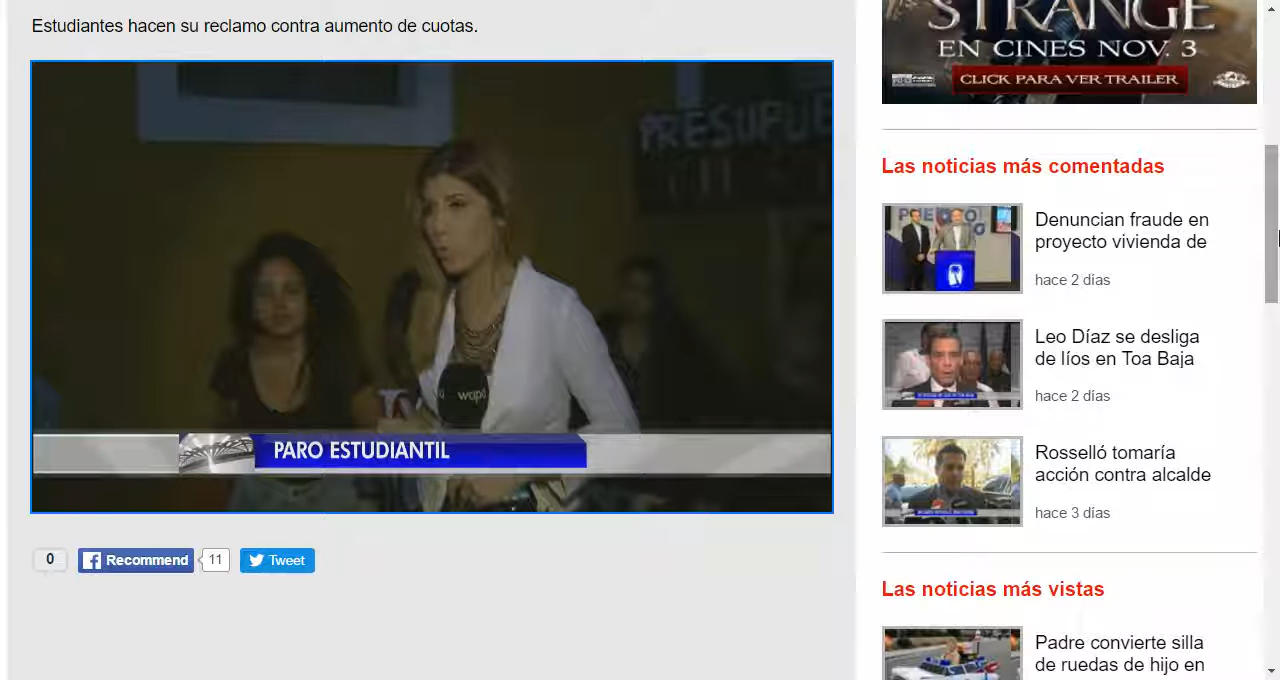 Estudiantes hacen su reclamo contra aumento de cuotas.
PRESUPUE
wapa
PARO ESTUDIANTIL
0
Recommend
11
Tweet
STRANGE
EN CINES NOV. 3
CLICK PARA VER TRAILER
Las noticias más comentadas
Denuncian fraude en
proyecto vivienda de
hace 2 días
Leo Díaz se desliga
de líos en Toa Baja
hace 2 días
Rosselló tomaría
acción contra alcalde
hace 3 días
Las noticias más vistas
Padre convierte silla
de ruedas de hijo en